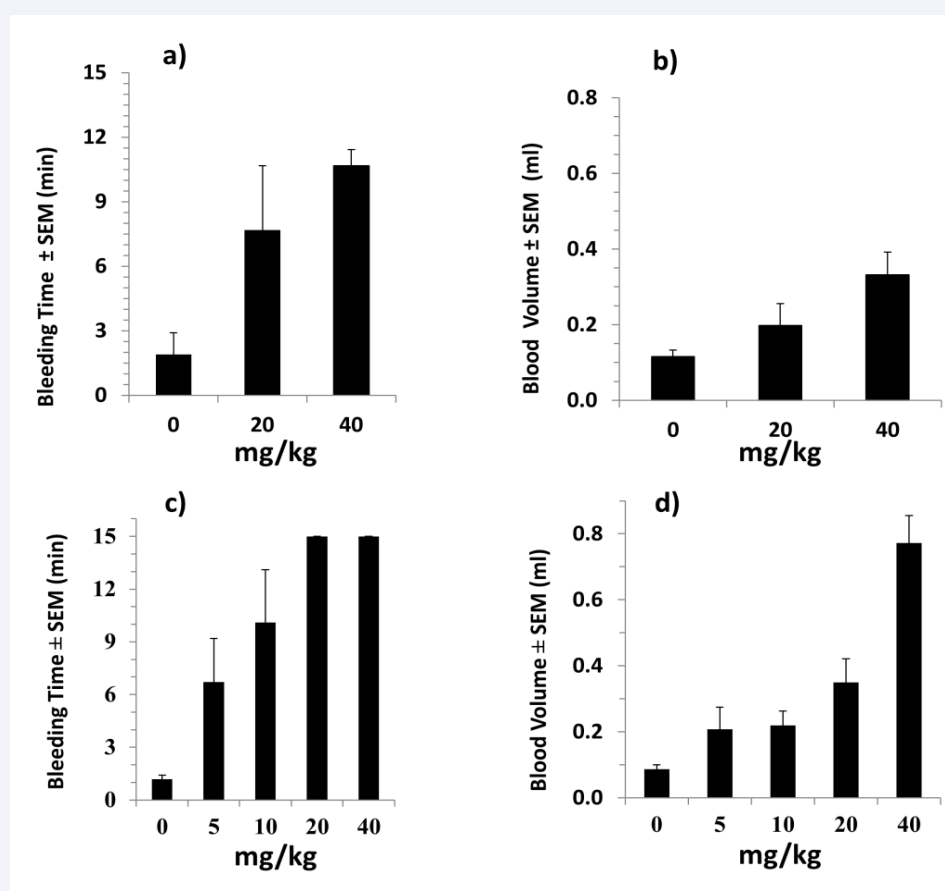 a)
Bleeding Time ± SEM (min)
15
12
9
6
3
0
0 20 40
mg/kg
b)
Blood Volume ± SEM (ml)
0.8
0.6
0.4
0.2
0.0
0 20 40
mg/kg
c)
Bleeding Time ± SEM (min)
15
12
9
6
3
0
0 5 10 20 40
mg/kg
d)
Blood Volume ± SEM (ml)
0.8
0.6
0.4
0.2
0.0
0 5 10 20 40
mg/kg